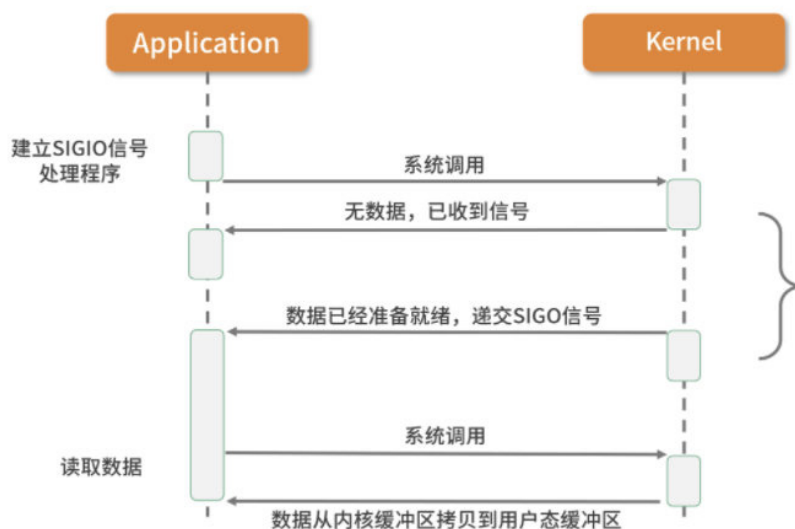 Application
Kernel
建立SIGIO信号
处理程序
系统调用
无数据，已收到信号
数据已经准备就绪，递交SIGO信号
系统调用
读取数据
数据从内核缓冲区拷贝到用户态缓冲区